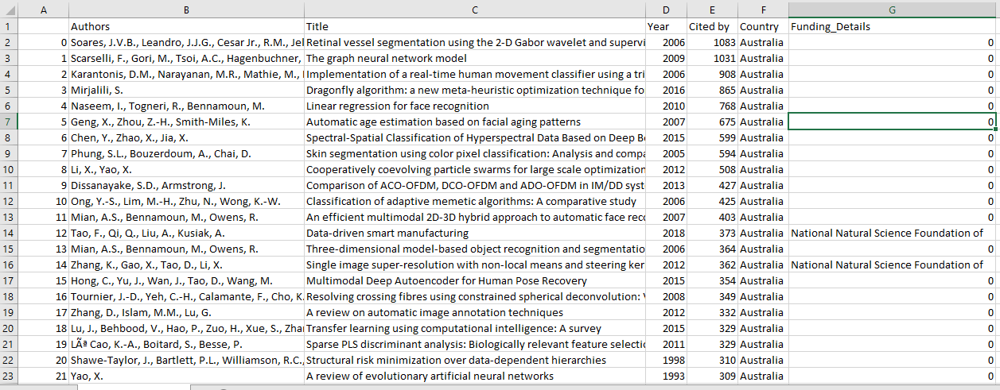 A B C D E F G
1 Authors Title Year Cited by Country Funding_Details
2 0 Soares, J.V.B., Leandro, J.J.G., Cesar Jr., R.M., Jel Retinal vessel segmentation using the 2-D Gabor wavelet and supervi 2006 1083 Australia 0
3 1 Scarselli, F., Gori, M., Tsoi, A.C., Hagenbuchner, The graph neural network model 2009 1031 Australia 0
4 2 Karantonis, D.M., Narayanan, M.R., Mathie, M., Implementation of a real-time human movement classifier using a tri 2006 908 Australia 0
5 3 Mirjalili, S. Dragonfly algorithm: a new meta-heuristic optimization technique fo 2016 865 Australia 0
6 4 Naseem, I., Togneri, R., Bennamoun, M. Linear regression for face recognition 2010 768 Australia 0
7 5 Geng, X., Zhou, Z.-H., Smith-Miles, K. Automatic age estimation based on facial aging patterns 2007 675 Australia 0
8 6 Chen, Y., Zhao, X., Jia, X. Spectral-Spatial Classification of Hyperspectral Data Based on Deep B 2015 599 Australia 0
9 7 Phung, S.L., Bouzerdoum, A., Chai, D. Skin segmentation using color pixel classification: Analysis and compa 2005 594 Australia 0
10 8 Li, X., Yao, X. Cooperatively coevolving particle swarms for large scale optimization 2012 508 Australia 0
11 9 Dissanayake, S.D., Armstrong, J. Comparison of ACO-OFDM, DCO-OFDM and ADO-OFDM in IM/DD syst 2013 427 Australia 0
12 10 Ong, Y.-S., Lim, M.-H., Zhu, N., Wong, K.-W. Classification of adaptive memetic algorithms: A comparative study 2006 425 Australia 0
13 11 Mian, A.S., Bennamoun, M., Owens, R. An efficient multimodal 2D-3D hybrid approach to automatic face reco 2007 403 Australia 0
14 12 Tao, F., Qi, Q., Liu, A., Kusiak, A. Data-driven smart manufacturing 2018 373 Australia National Natural Science Foundation of
15 13 Mian, A.S., Bennamoun, M., Owens, R. Three-dimensional model-based object recognition and segmentatio 2006 364 Australia 0
16 14 Zhang, K., Gao, X., Tao, D., Li, X. Single image super-resolution with non-local means and steering ker 2012 362 Australia National Natural Science Foundation of
17 15 Hong, C., Yu, J., Wan, J., Tao, D., Wang, M. Multimodal Deep Autoencoder for Human Pose Recovery 2015 354 Australia 0
18 16 Tournier, J.-D., Yeh, C.-H., Calamante, F., Cho, K. Resolving crossing fibres using constrained spherical deconvolution: 2008 349 Australia 0
19 17 Zhang, D., Islam, M.M., Lu, G. A review on automatic image annotation techniques 2012 332 Australia 0
20 18 Lu, J., Behbood, V., Hao, P., Zuo, H., Xue, S., Zha Transfer learning using computational intelligence: A survey 2015 329 Australia 0
21 19 LÃª Cao, K.-A., Boitard, S., Besse, P. Sparse PLS discriminant analysis: Biologically relevant feature selecti 2011 329 Australia 0
22 20 Shawe-Taylor, J., Bartlett, P.L., Williamson, R.C., Structural risk minimization over data-dependent hierarchies 1998 310 Australia 0
23 21 Yao, X. A review of evolutionary artificial neural networks 1993 309 Australia 0